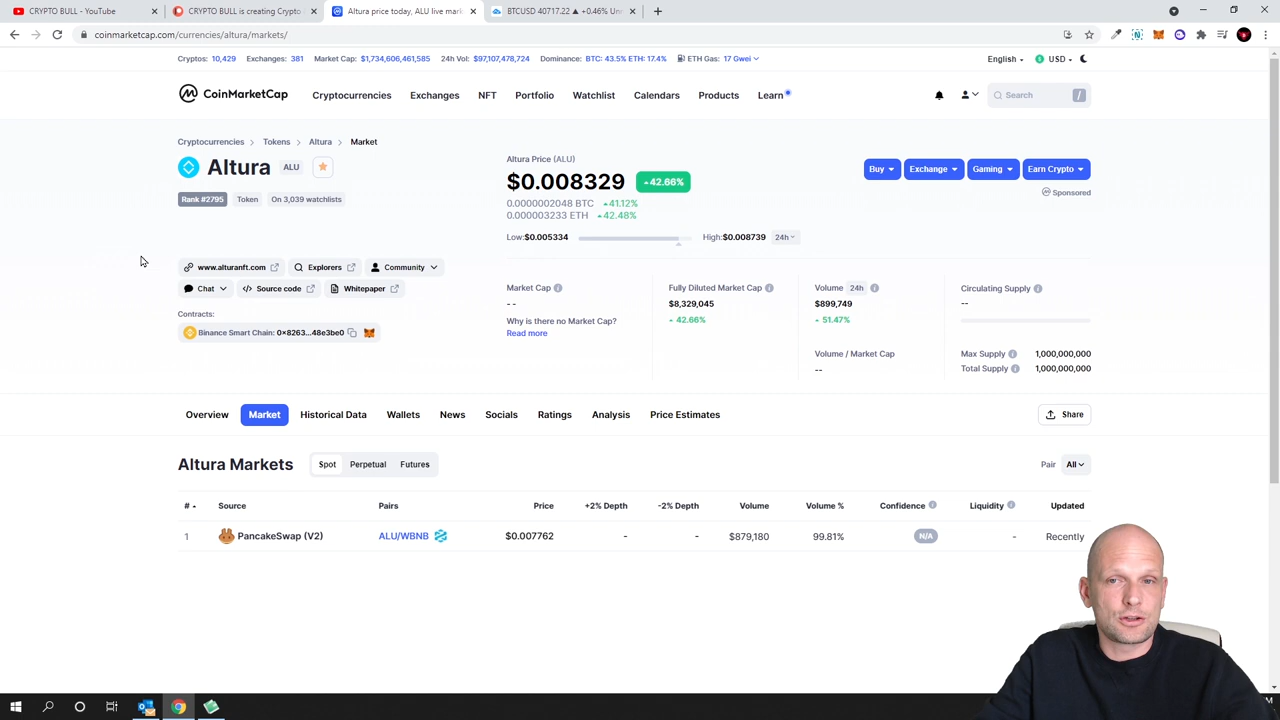 CRYPTO BULL - YouTube
CRYPTO BULL is creating Crypto
Altura price today, ALU live mark
BTCUSD 40717.22 ▲ +0.46% Un
coinmarketcap.com/currencies/altura/markets/
Cryptos: 10,429 Exchanges: 381 Market Cap: $1,734,606,461,585 24h Vol: $97,107,478,724 Dominance: BTC: 43.5% ETH: 17.4% ETH Gas: 17 Gwei English USD
CoinMarketCap Cryptocurrencies Exchanges NFT Portfolio Watchlist Calendars Products Learn Search /
Cryptocurrencies > Tokens > Altura > Market
Altura ALU
Rank #2795 Token On 3,039 watchlists
www.alturanft.com Explorers Community
Chat Source code Whitepaper
Contracts:
Binance Smart Chain: 0x8263...48e3be0
Altura Price (ALU)
$0.008329 42.66%
0.0000002048 BTC 41.12%
0.000003233 ETH 42.48%
Low:$0.005334 High:$0.008739 24h
Buy Exchange Gaming Earn Crypto
Sponsored
Market Cap
- -
Why is there no Market Cap?
Read more
Fully Diluted Market Cap
$8,329,045
42.66%
Volume 24h
$899,749
51.47%
Volume / Market Cap
--
Circulating Supply
--
Max Supply 1,000,000,000
Total Supply 1,000,000,000
Overview Market Historical Data Wallets News Socials Ratings Analysis Price Estimates Share
Altura Markets Spot Perpetual Futures Pair All
# Source Pairs Price +2% Depth -2% Depth Volume Volume % Confidence Liquidity Updated
1 PancakeSwap (V2) ALU/WBNB $0.007762 - - $879,180 99.81% N/A - Recently